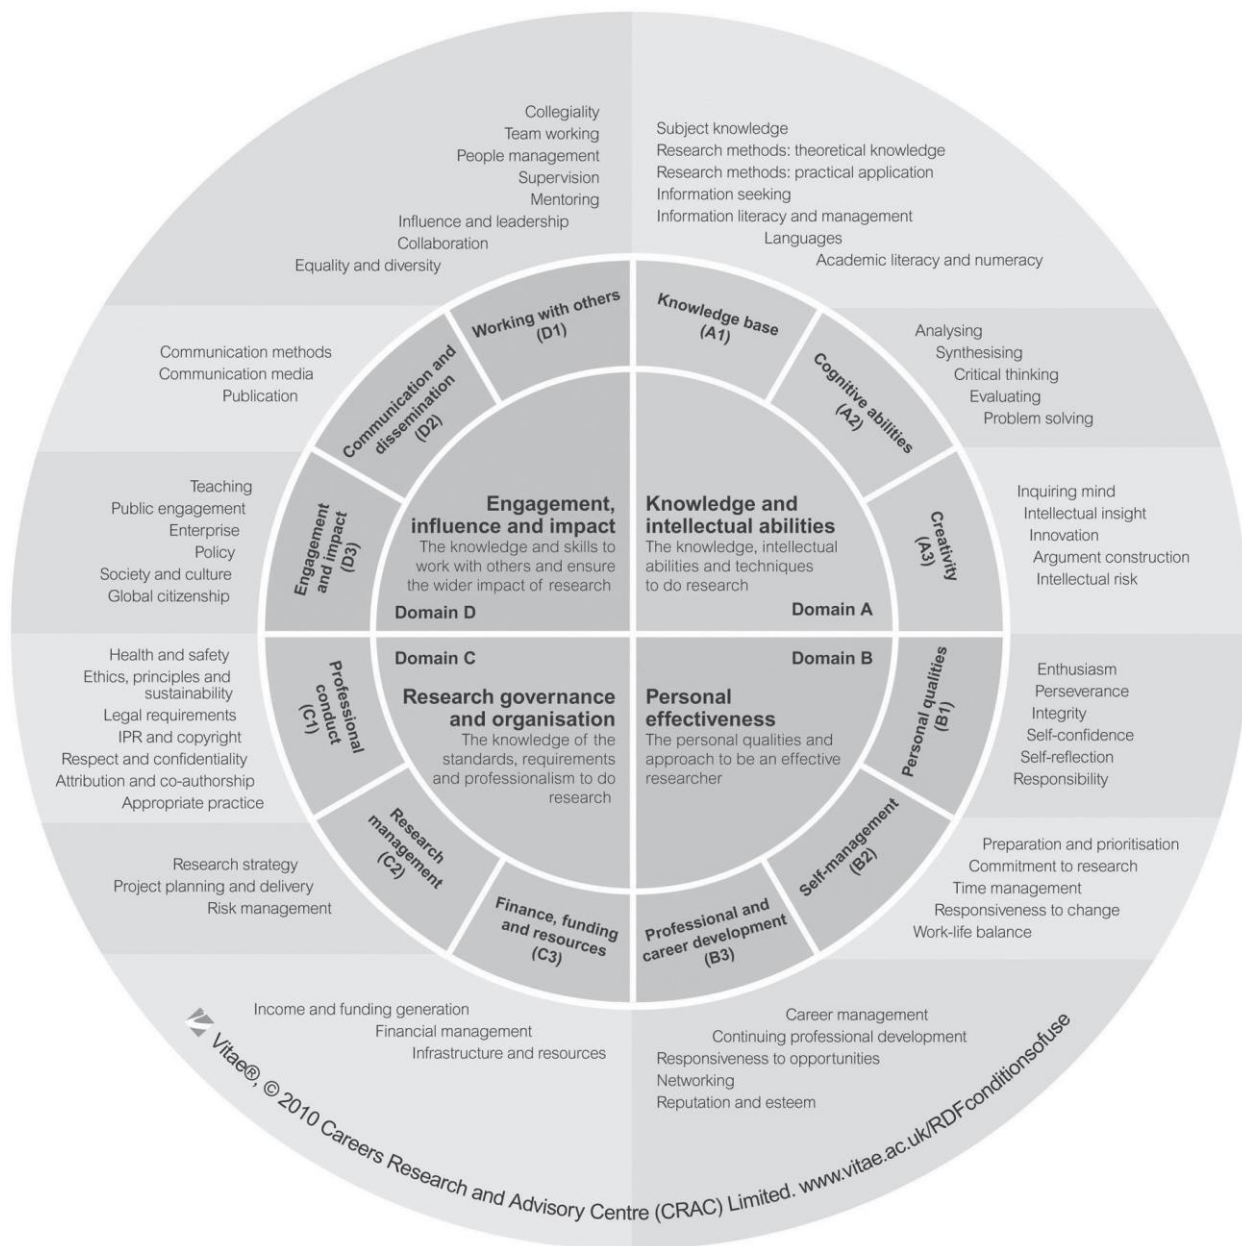 Collegiality
Team working
People management
Supervision
Mentoring
Influence and leadership
Collaboration
Equality and diversity
Subject knowledge
Research methods: theoretical knowledge
Research methods: practical application
Information seeking
Information literacy and management
Languages
Academic literacy and numeracy
Working with others
(D1)
Knowledge base
(A1)
Communication methods
Communication media
Publication
Communication and
dissemination
(D2)
Cognitive abilities
(A2)
Analysing
Synthesising
Critical thinking
Evaluating
Problem solving
Teaching
Public engagement
Enterprise
Policy
Society and culture
Global citizenship
Engagement
and impact
(D3)
Engagement,
influence and impact
The knowledge and skills to
work with others and ensure
the wider impact of research
Domain D
Knowledge and
intellectual abilities
The knowledge, intellectual
abilities and techniques
to do research
Domain A
Creativity
(A3)
Inquiring mind
Intellectual insight
Innovation
Argument construction
Intellectual risk
Health and safety
Ethics, principles and
sustainability
Legal requirements
IPR and copyright
Respect and confidentiality
Attribution and co-authorship
Appropriate practice
Professional
conduct
(C1)
Domain C
Research governance
and organisation
The knowledge of the
standards, requirements
and professionalism to do
research
Domain B
Personal
effectiveness
The personal qualities and
approach to be an effective
researcher
Personal qualities
(B1)
Enthusiasm
Perseverance
Integrity
Self-confidence
Self-reflection
Responsibility
Research strategy
Project planning and delivery
Risk management
Research
management
(C2)
Self-management
(B2)
Preparation and prioritisation
Commitment to research
Time management
Responsiveness to change
Work-life balance
Finance, funding
and resources
(C3)
Professional and
career development
(B3)
Income and funding generation
Financial management
Infrastructure and resources
Career management
Continuing professional development
Responsiveness to opportunities
Networking
Reputation and esteem
Vitae®, © 2010 Careers Research and Advisory Centre (CRAC) Limited. www.vitae.ac.uk/RDFconditionsofuse